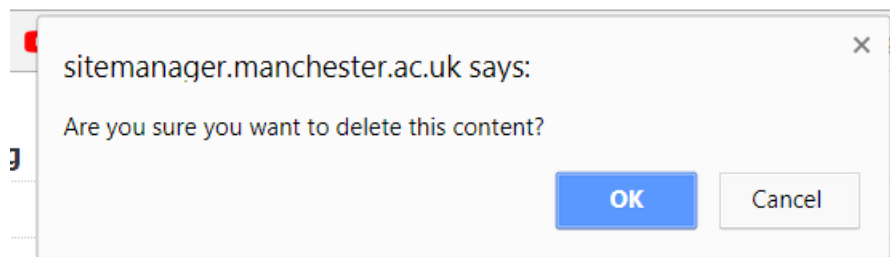 sitemanager.manchester.ac.uk says:
Are you sure you want to delete this content?
g
OK Cancel